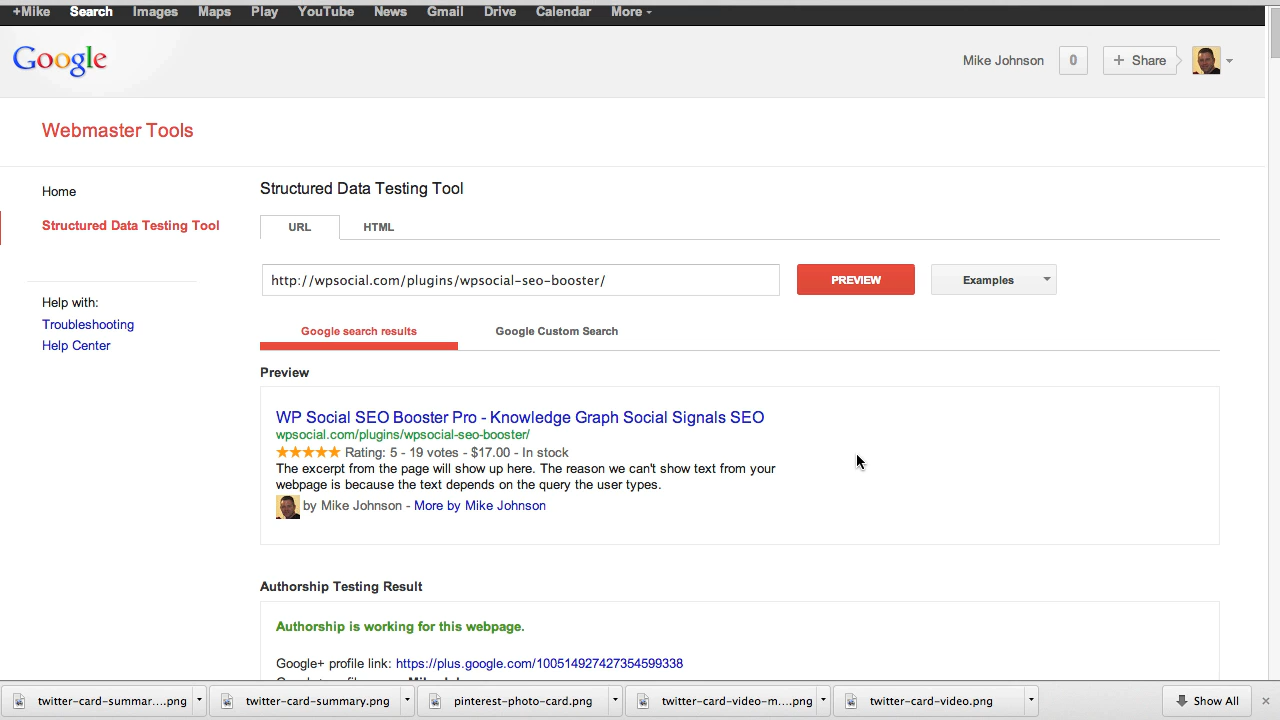 +Mike Search Images Maps Play YouTube News Gmail Drive Calendar More
Google
Mike Johnson 0 + Share
Webmaster Tools
Home
Structured Data Testing Tool
Help with:
Troubleshooting
Help Center
Structured Data Testing Tool
URL HTML
http://wpsocial.com/plugins/wpsocial-seo-booster/ PREVIEW Examples
Google search results Google Custom Search
Preview
WP Social SEO Booster Pro - Knowledge Graph Social Signals SEO
wpsocial.com/plugins/wpsocial-seo-booster/
★★★★★ Rating: 5 - 19 votes - $17.00 - In stock
The excerpt from the page will show up here. The reason we can't show text from your
webpage is because the text depends on the query the user types.
by Mike Johnson - More by Mike Johnson
Authorship Testing Result
Authorship is working for this webpage.
Google+ profile link: https://plus.google.com/100514927427354599338
twitter-card-summar....png twitter-card-summary.png pinterest-photo-card.png twitter-card-video-m....png twitter-card-video.png Show All